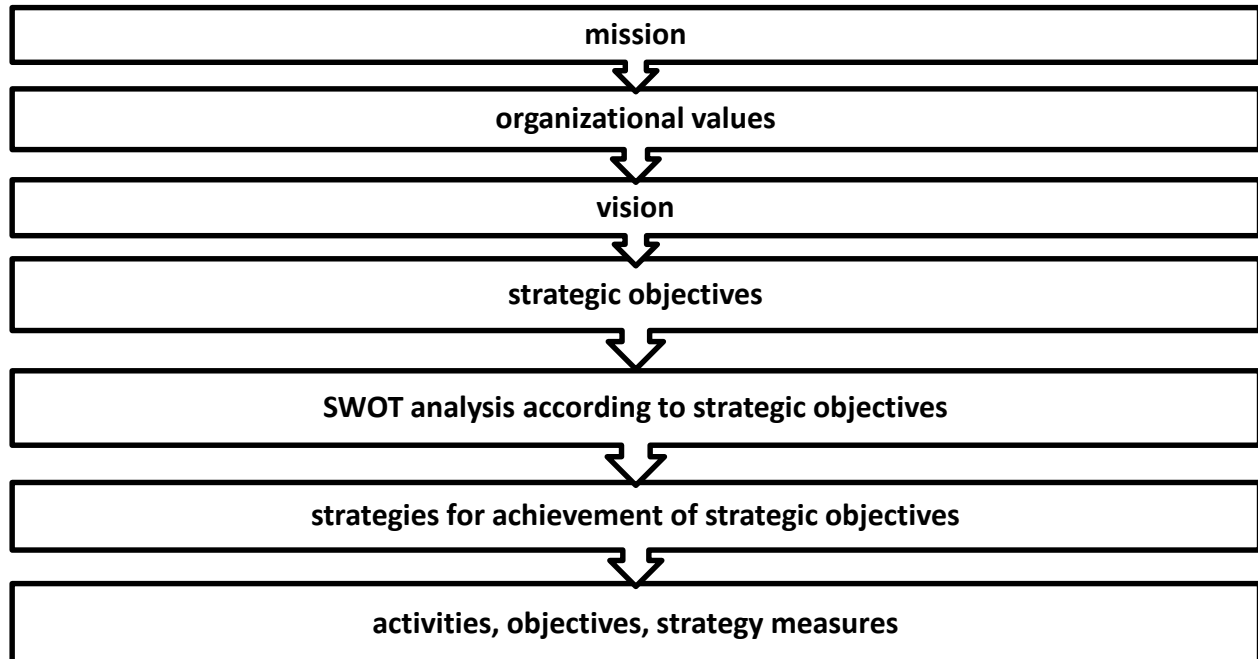 mission
organizational values
vision
strategic objectives
SWOT analysis according to strategic objectives
strategies for achievement of strategic objectives
activities, objectives, strategy measures